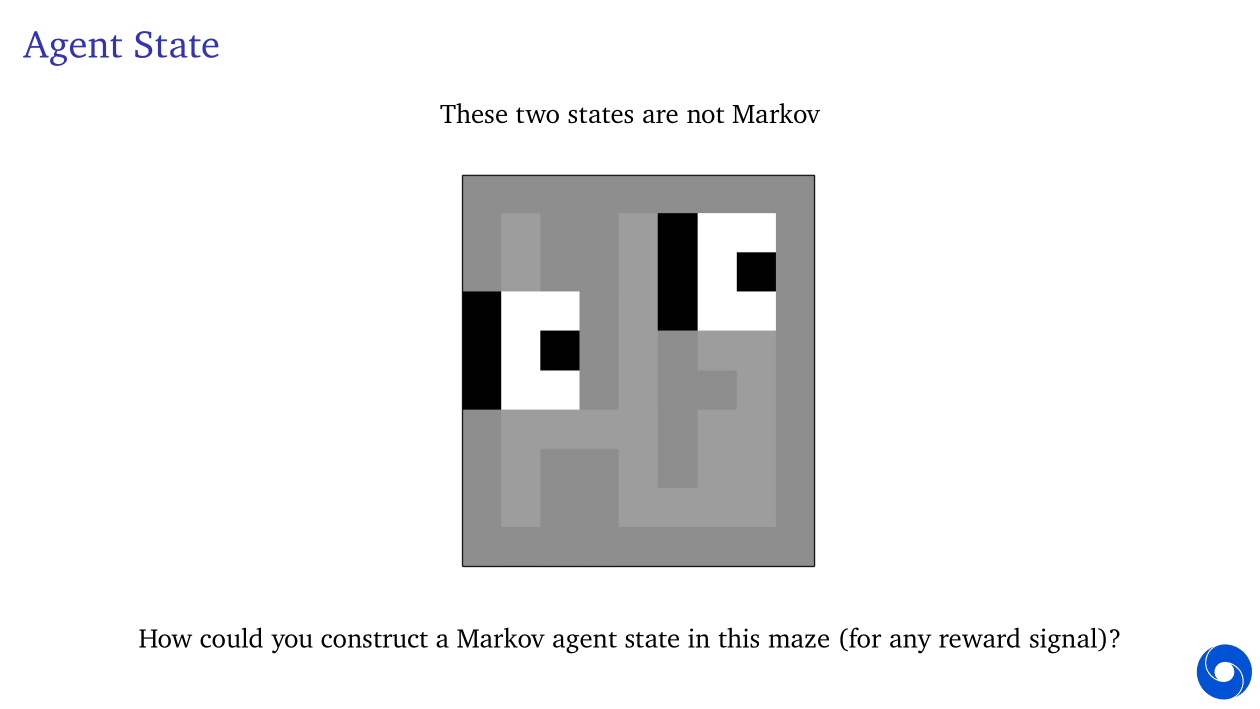 Agent State
These two states are not Markov
How could you construct a Markov agent state in this maze (for any reward signal)?